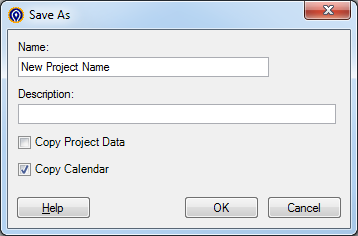 Save As
Name:
New Project Name
Description:
Copy Project Data
Copy Calendar
Help
OK
Cancel